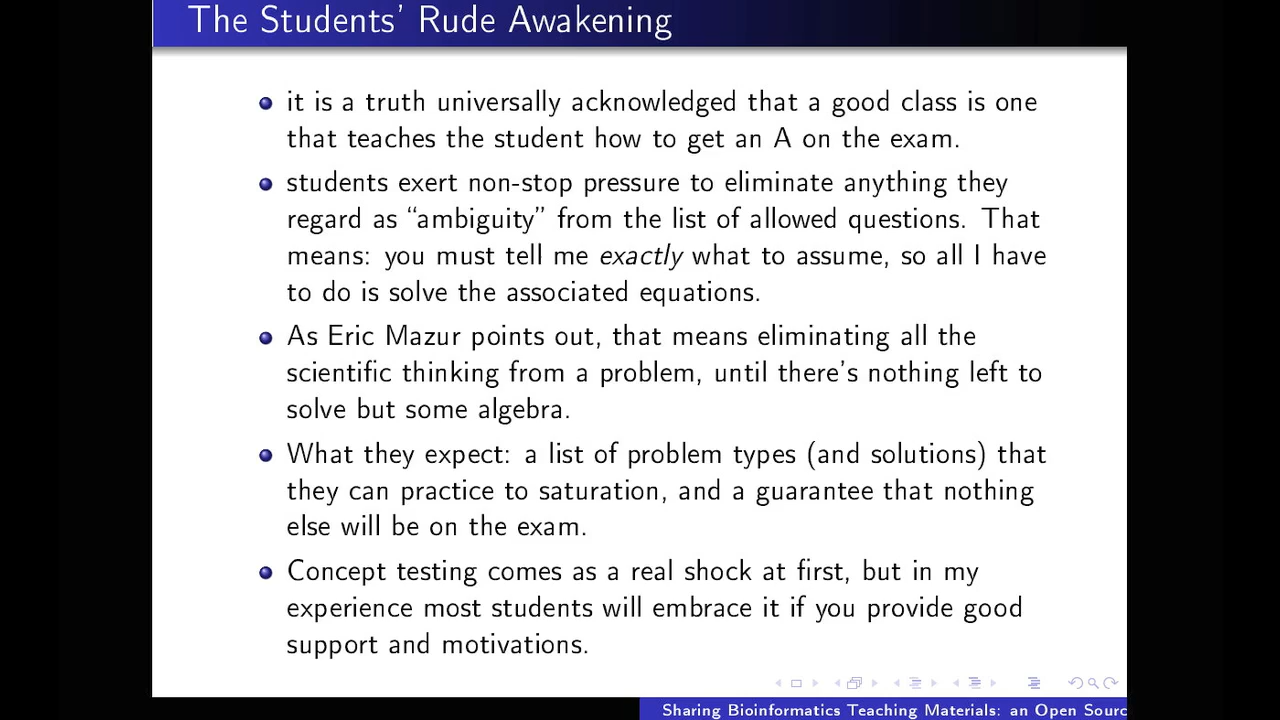 The Students' Rude Awakening
it is a truth universally acknowledged that a good class is one
that teaches the student how to get an A on the exam.
students exert non-stop pressure to eliminate anything they
regard as “ambiguity” from the list of allowed questions. That
means: you must tell me exactly what to assume, so all I have
to do is solve the associated equations.
As Eric Mazur points out, that means eliminating all the
scientific thinking from a problem, until there's nothing left to
solve but some algebra.
What they expect: a list of problem types (and solutions) that
they can practice to saturation, and a guarantee that nothing
else will be on the exam.
Concept testing comes as a real shock at first, but in my
experience most students will embrace it if you provide good
support and motivations.
Sharing Bioinformatics Teaching Materials: an Open Sourc